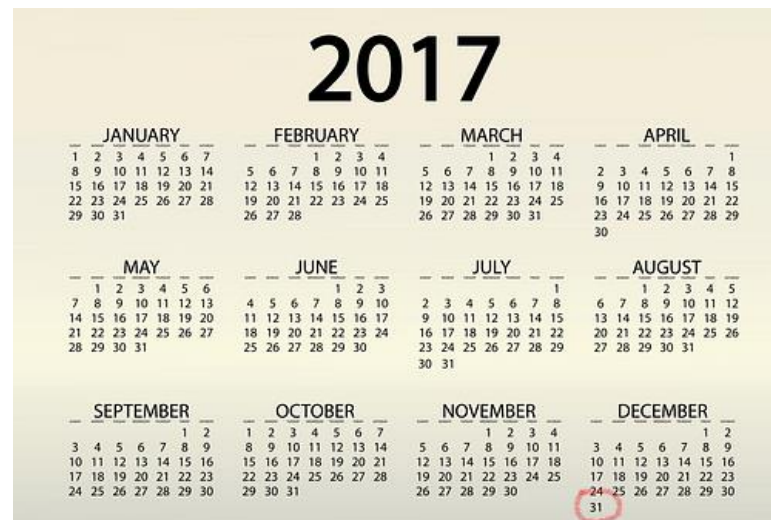 2017
JANUARY FEBRUARY MARCH APRIL
1 2 3 4 5 6 7 1 2 3 4 1 2 3 4 1
8 9 10 11 12 13 14 5 6 7 8 9 10 11 5 6 7 8 9 10 11 2 3 4 5 6 7 8
15 16 17 18 19 20 21 12 13 14 15 16 17 18 12 13 14 15 16 17 18 9 10 11 12 13 14 15
22 23 24 25 26 27 28 19 20 21 22 23 24 25 19 20 21 22 23 24 25 16 17 18 19 20 21 22
29 30 31 26 27 28 26 27 28 29 30 31 23 24 25 26 27 28 29
30
MAY JUNE JULY AUGUST
1 2 3 4 5 6 1 2 3 1 1 2 3 4 5
7 8 9 10 11 12 13 4 5 6 7 8 9 10 2 3 4 5 6 7 8 6 7 8 9 10 11 12
14 15 16 17 18 19 20 11 12 13 14 15 16 17 9 10 11 12 13 14 15 13 14 15 16 17 18 19
21 22 23 24 25 26 27 18 19 20 21 22 23 24 16 17 18 19 20 21 22 20 21 22 23 24 25 26
28 29 30 31 25 26 27 28 29 30 23 24 25 26 27 28 29 27 28 29 30 31
30 31
SEPTEMBER OCTOBER NOVEMBER DECEMBER
1 2 1 2 3 4 5 6 7 1 2 3 4 1 2
3 4 5 6 7 8 9 8 9 10 11 12 13 14 5 6 7 8 9 10 11 3 4 5 6 7 8 9
10 11 12 13 14 15 16 15 16 17 18 19 20 21 12 13 14 15 16 17 18 10 11 12 13 14 15 16
17 18 19 20 21 22 23 22 23 24 25 26 27 28 19 20 21 22 23 24 25 17 18 19 20 21 22 23
24 25 26 27 28 29 30 29 30 31 26 27 28 29 30 24 25 26 27 28 29 30
31